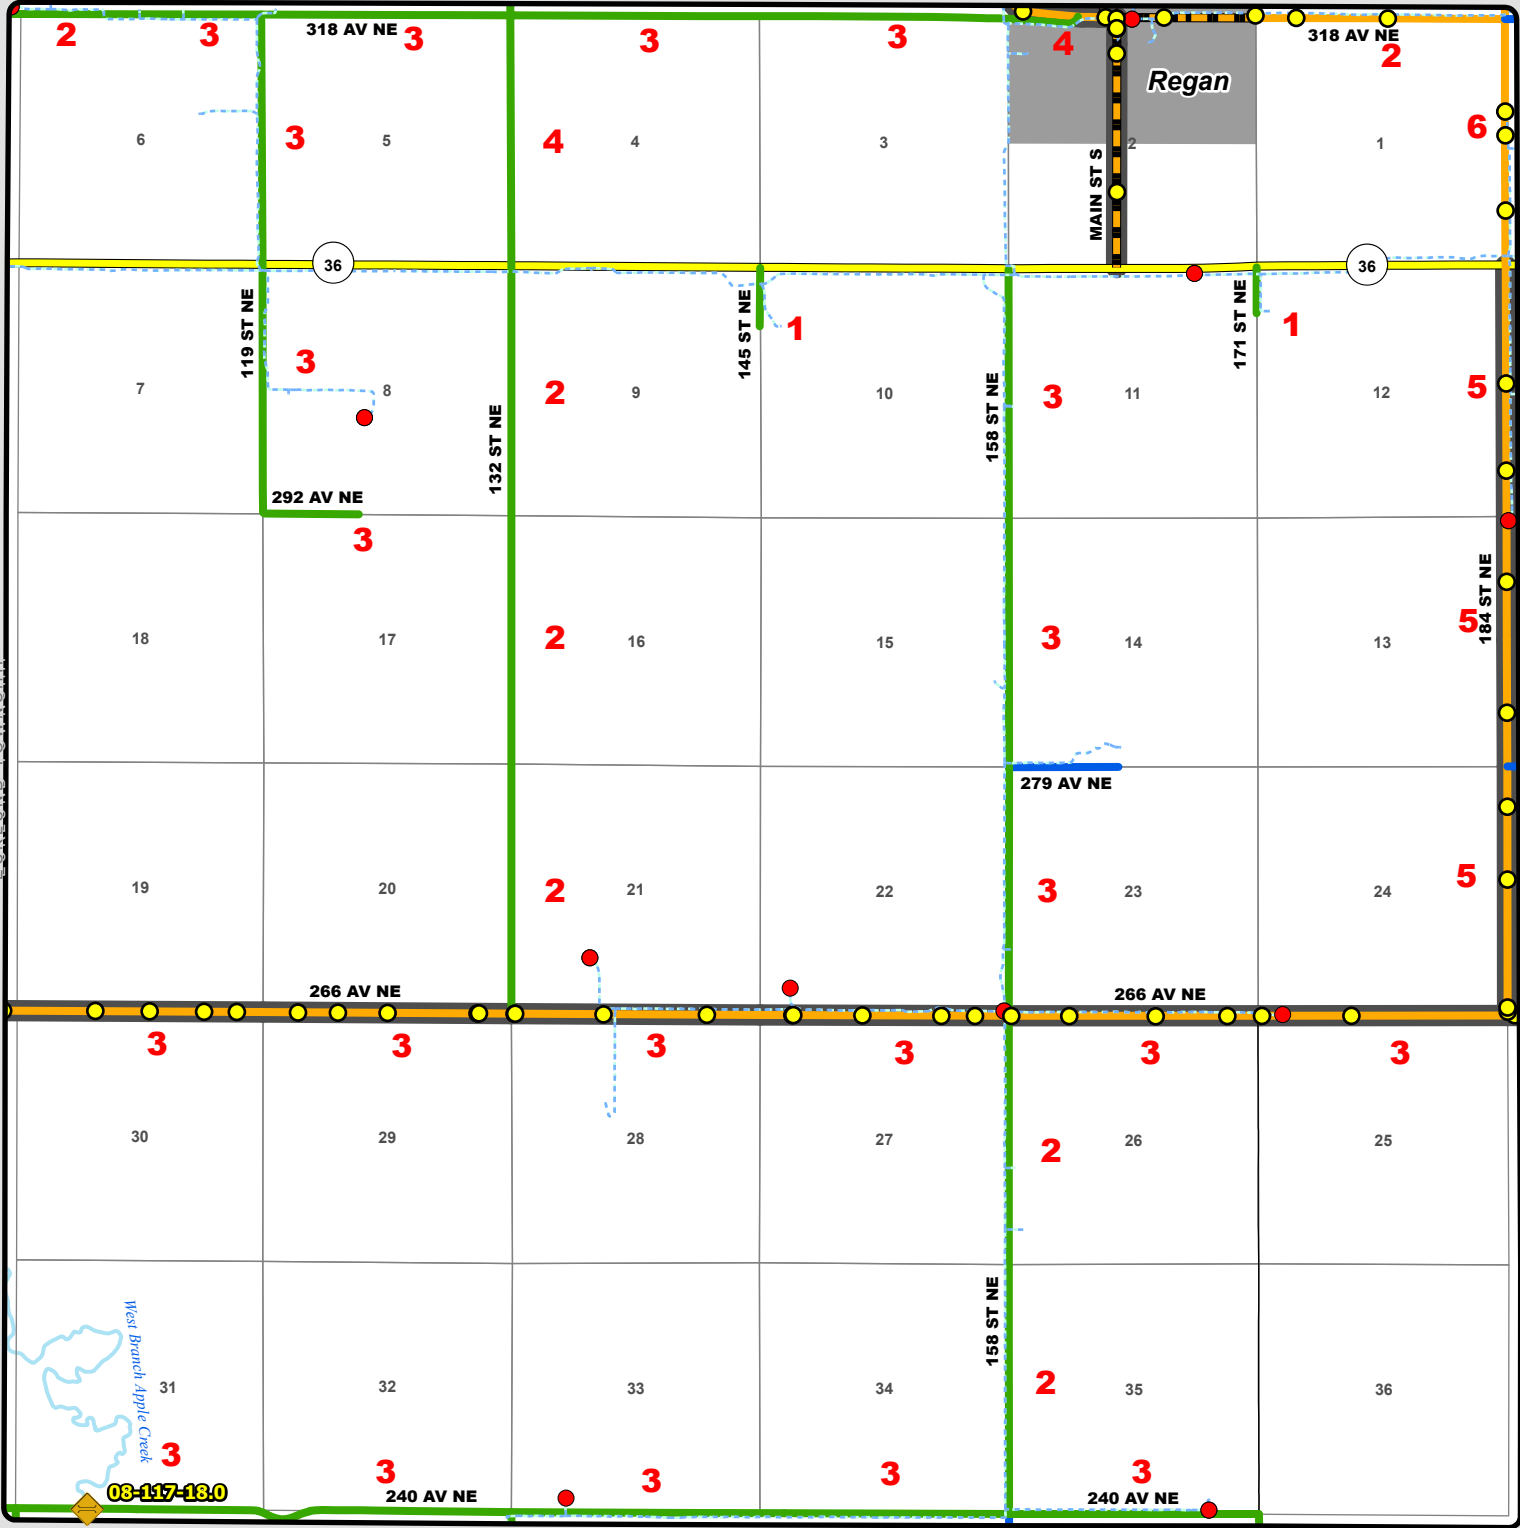 2 3 318 AV NE 3 3 3 4 318 AV NE 2
Regan
6 3 5 4 4 3 2 1 6
MAIN ST S
36 36
119 ST NE 145 ST NE 171 ST NE
1 1
7 3 8 2 9 10 158 ST NE 3 11 12 5
132 ST NE
292 AV NE
3
184 ST NE
18 17 2 16 15 3 14 13 5
279 AV NE
19 20 2 21 22 3 23 24 5
266 AV NE 266 AV NE
3 3 3 3 3 3
30 29 28 27 2 26 25
158 ST NE
West Branch Apple Creek
31 32 33 34 2 35 36
3 3 3 3 3
08-117-18.0 240 AV NE 240 AV NE